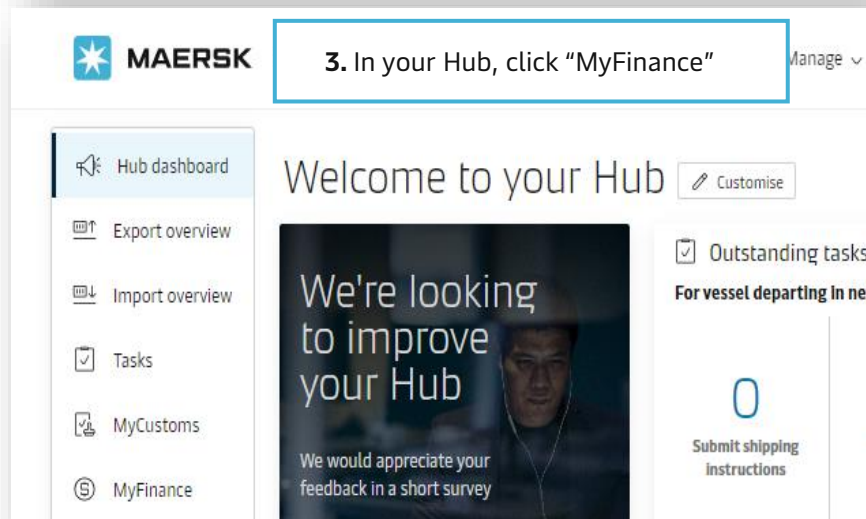 MAERSK
3. In your Hub, click “MyFinance”
Manage
Hub dashboard
Export overview
Import overview
Tasks
MyCustoms
MyFinance
Welcome to your Hub
Customise
We're looking
to improve
your Hub
We would appreciate your
feedback in a short survey
Outstanding tasks
For vessel departing in ne
0
Submit shipping
instructions